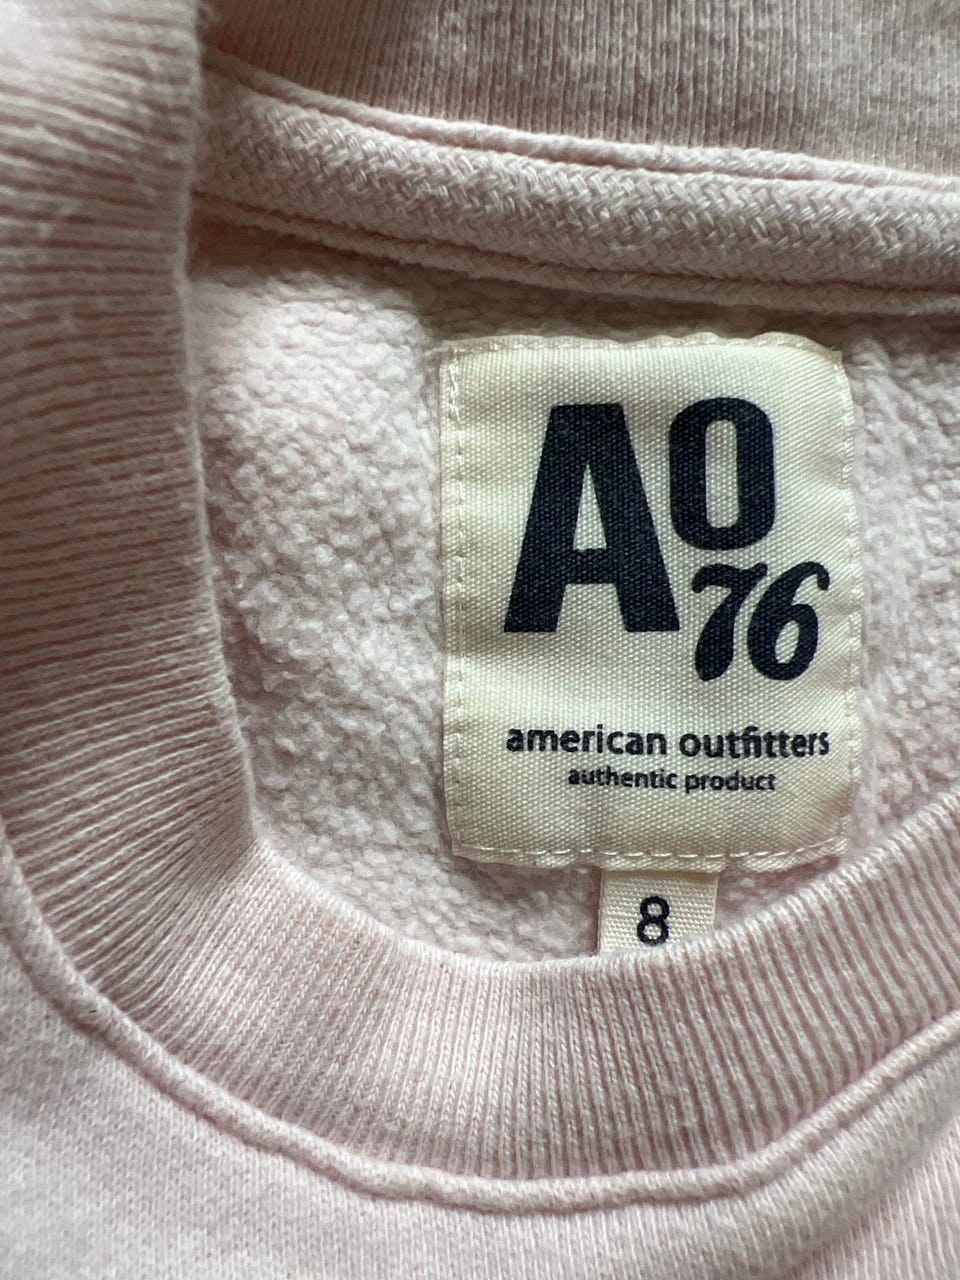 AO
76
american outfitters
authentic product
8